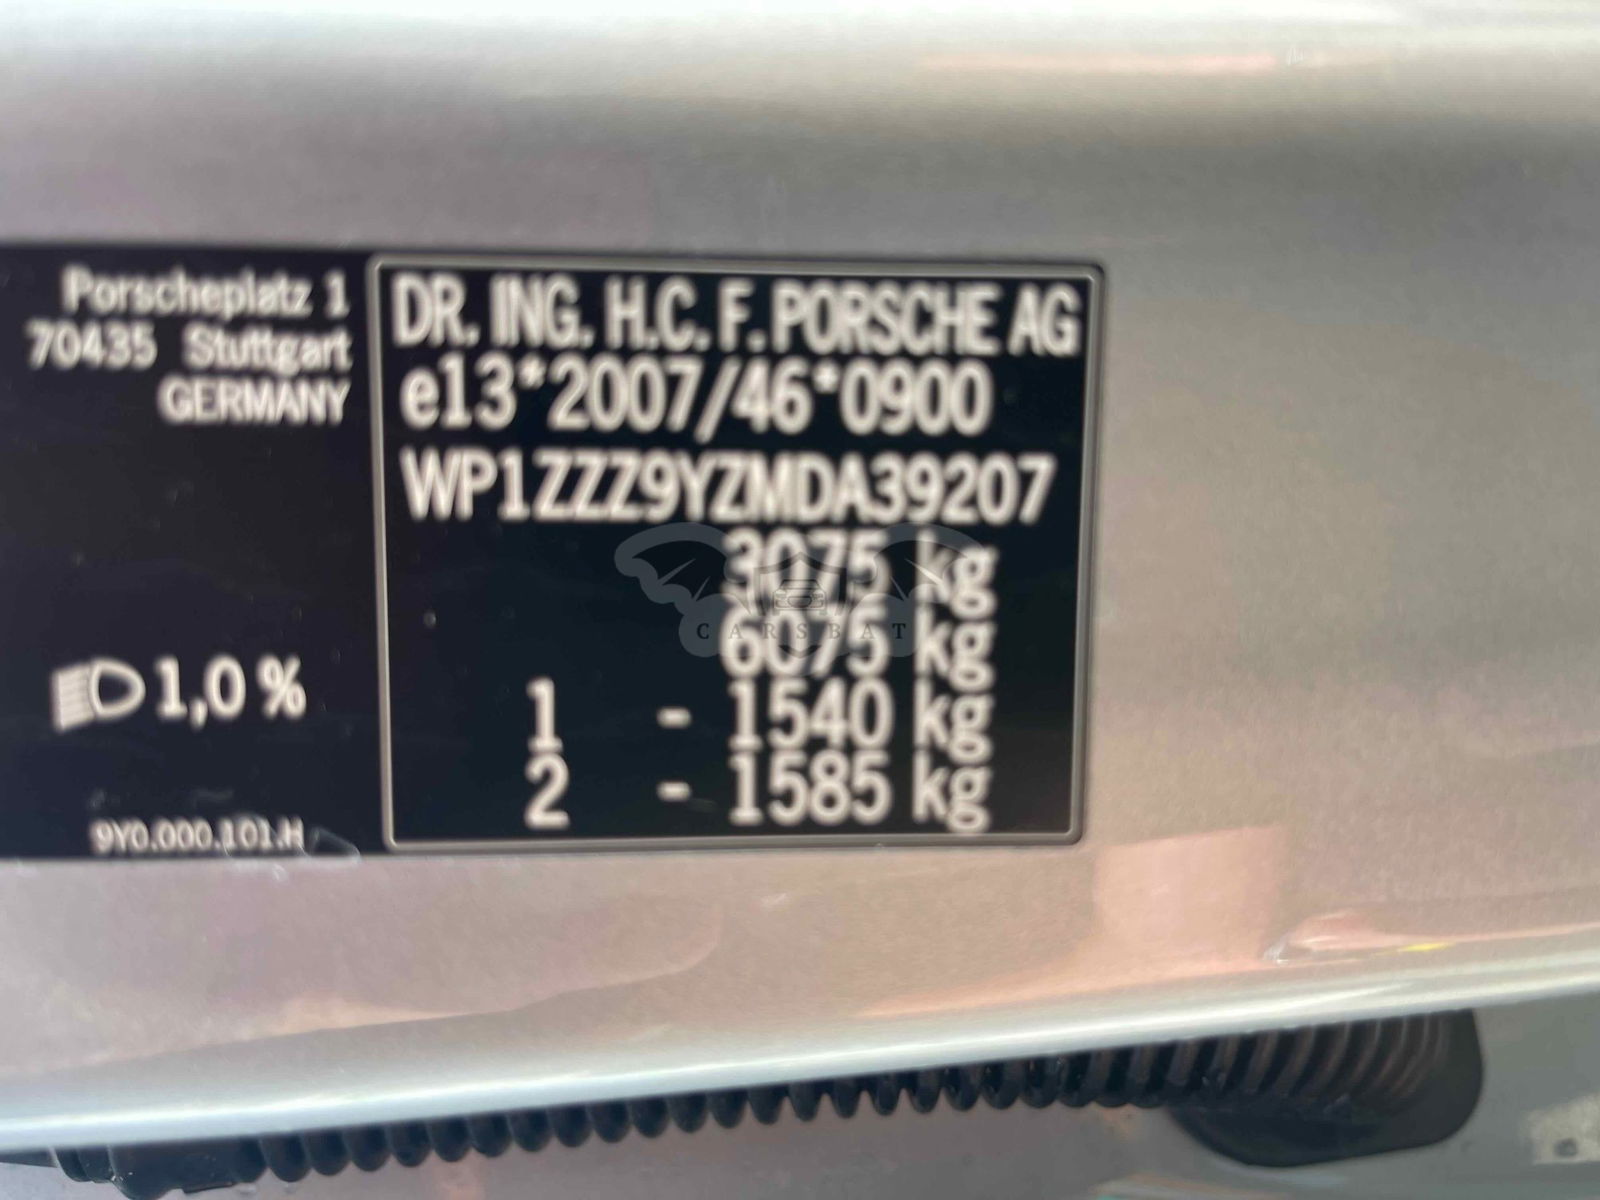 Porscheplatz 1
70435 Stuttgart
GERMANY
1,0 %
9Y0.000.101.H
DR. ING. H.C. F. PORSCHE AG
e13*2007/46*0900
WP1ZZZ9YZMDA39207
3075 kg
6075 kg
1 - 1540 kg
2 - 1585 kg
CARSBAT